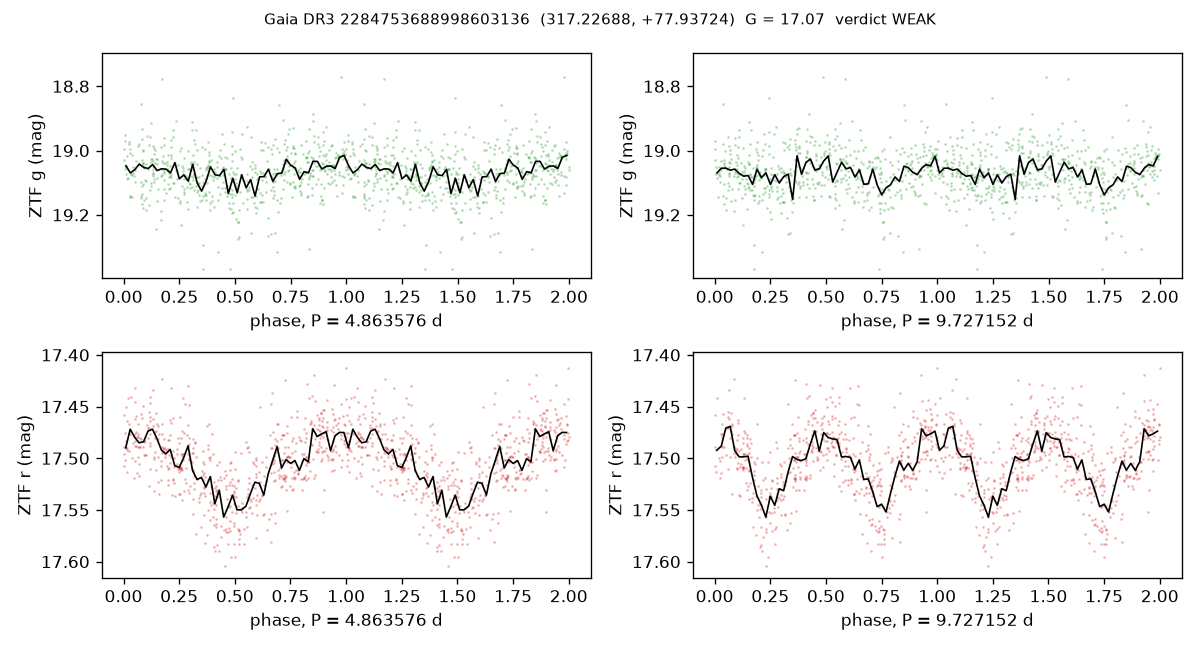 Gaia DR3 2284753688998603136 (317.22688, +77.93724) G = 17.07 verdict WEAK
ZTF g (mag)
18.8
19.0
19.2
0.00 0.25 0.50 0.75 1.00 1.25 1.50 1.75 2.00
phase, P = 4.863576 d
ZTF g (mag)
18.8
19.0
19.2
0.00 0.25 0.50 0.75 1.00 1.25 1.50 1.75 2.00
phase, P = 9.727152 d
ZTF r (mag)
17.40
17.45
17.50
17.55
17.60
0.00 0.25 0.50 0.75 1.00 1.25 1.50 1.75 2.00
phase, P = 4.863576 d
ZTF r (mag)
17.40
17.45
17.50
17.55
17.60
0.00 0.25 0.50 0.75 1.00 1.25 1.50 1.75 2.00
phase, P = 9.727152 d